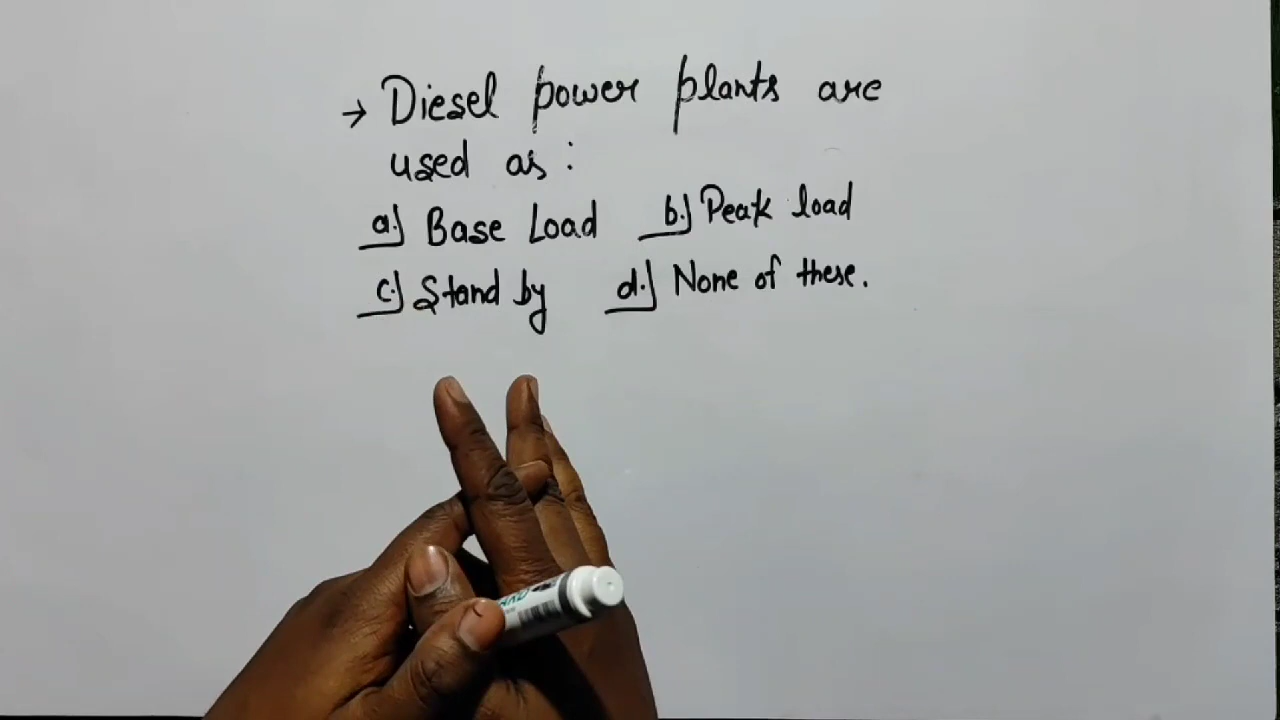 → Diesel power plants are
used as :
a.) Base Load b.) Peak load
c.) Stand by d.) None of these.